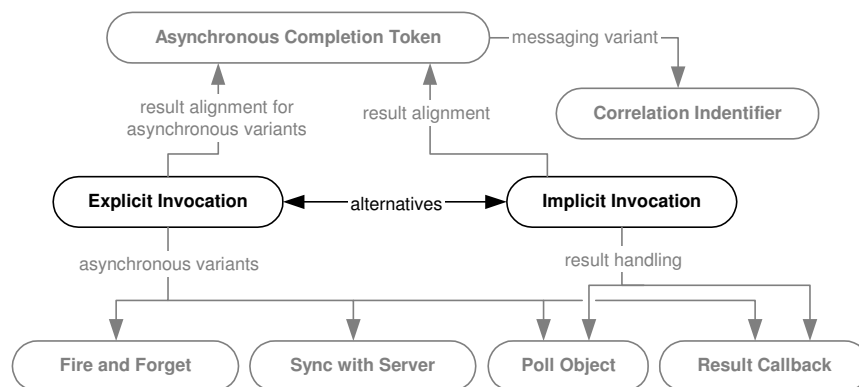 Asynchronous Completion Token
messaging variant
result alignment for
asynchronous variants
result alignment
Correlation Indentifier
Explicit Invocation
alternatives
Implicit Invocation
asynchronous variants
result handling
Fire and Forget
Sync with Server
Poll Object
Result Callback